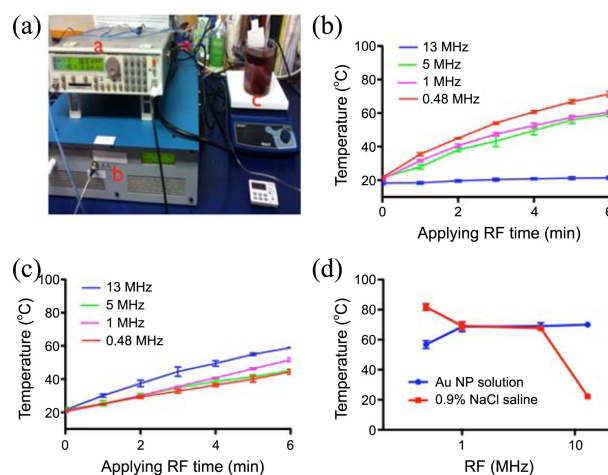 (a)
a
b
c
(b)
100
80
60
40
20
0
2
4
6
Temperature (°C)
Applying RF time (min)
13 MHz
5 MHz
1 MHz
0.48 MHz
(c)
100
80
60
40
20
0
2
4
6
Temperature (°C)
Applying RF time (min)
13 MHz
5 MHz
1 MHz
0.48 MHz
(d)
100
80
60
40
20
0
1
10
Temperature (°C)
RF (MHz)
Au NP solution
0.9% NaCl saline